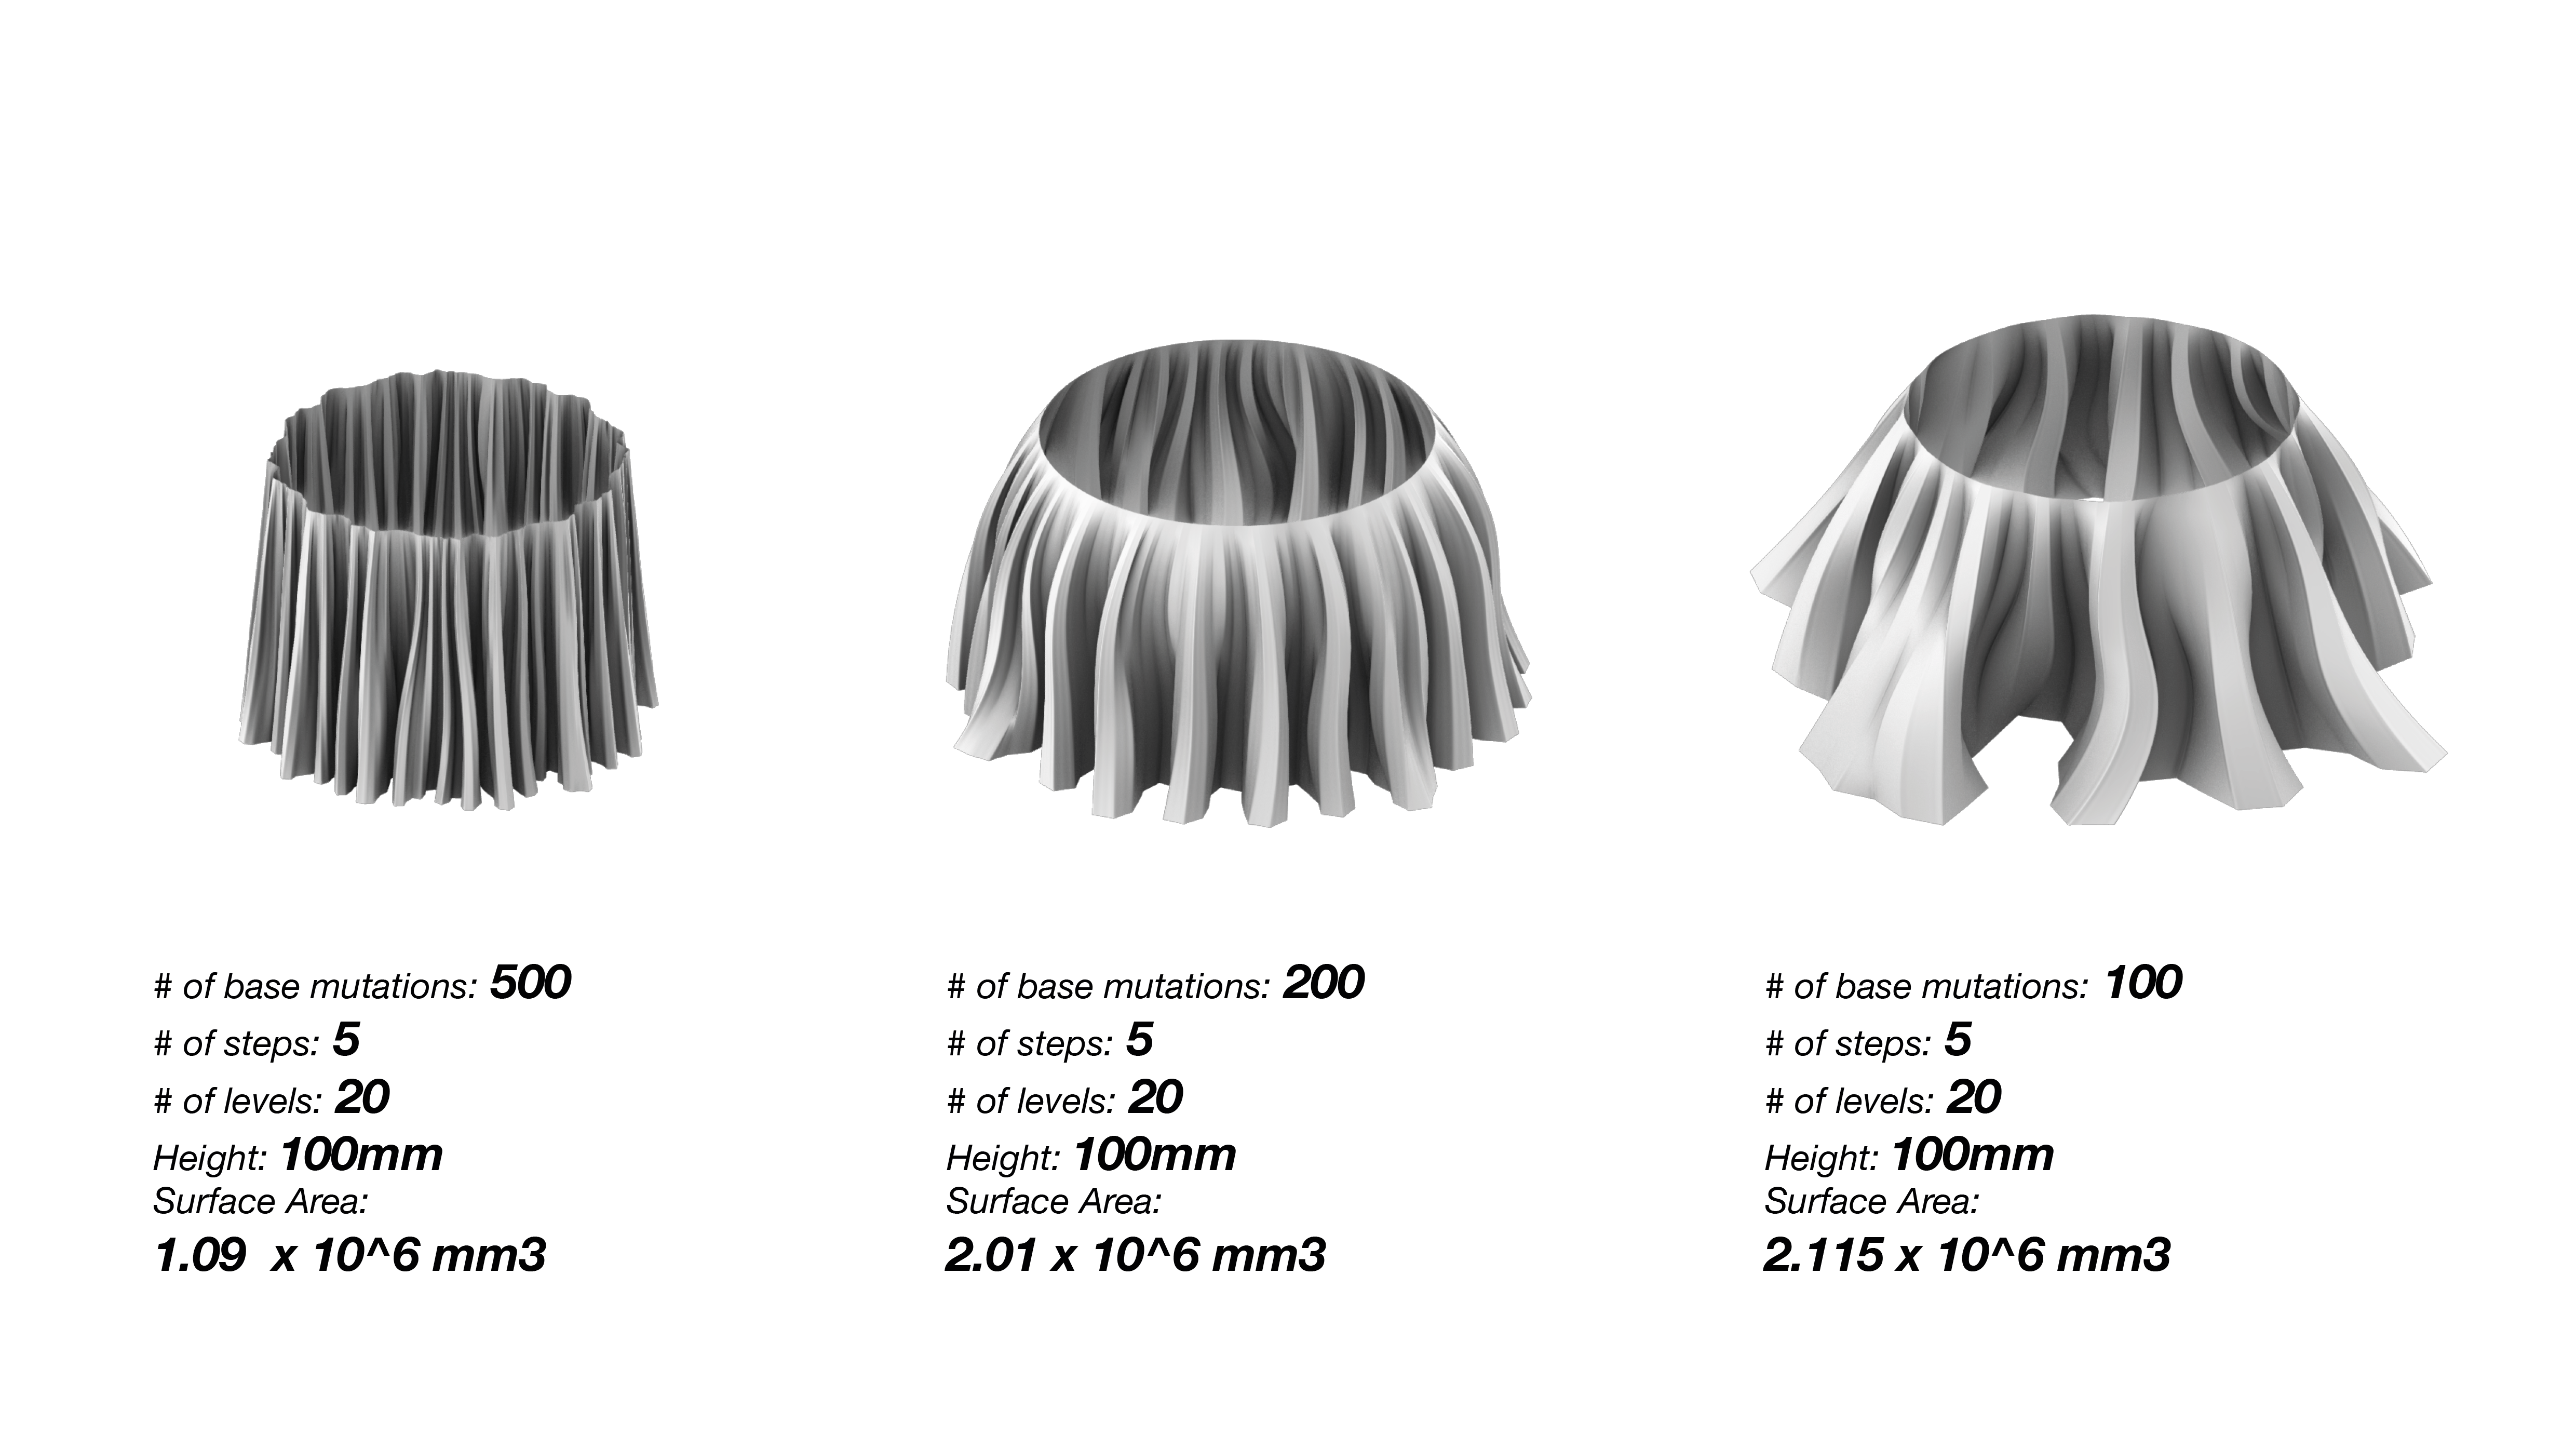 # of base mutations: 500
# of steps: 5
# of levels: 20
Height: 100mm
Surface Area:
1.09  x 10^6 mm3
# of base mutations: 200
# of steps: 5
# of levels: 20
Height: 100mm
Surface Area:
2.01 x 10^6 mm3
# of base mutations: 100
# of steps: 5
# of levels: 20
Height: 100mm
Surface Area:
2.115 x 10^6 mm3